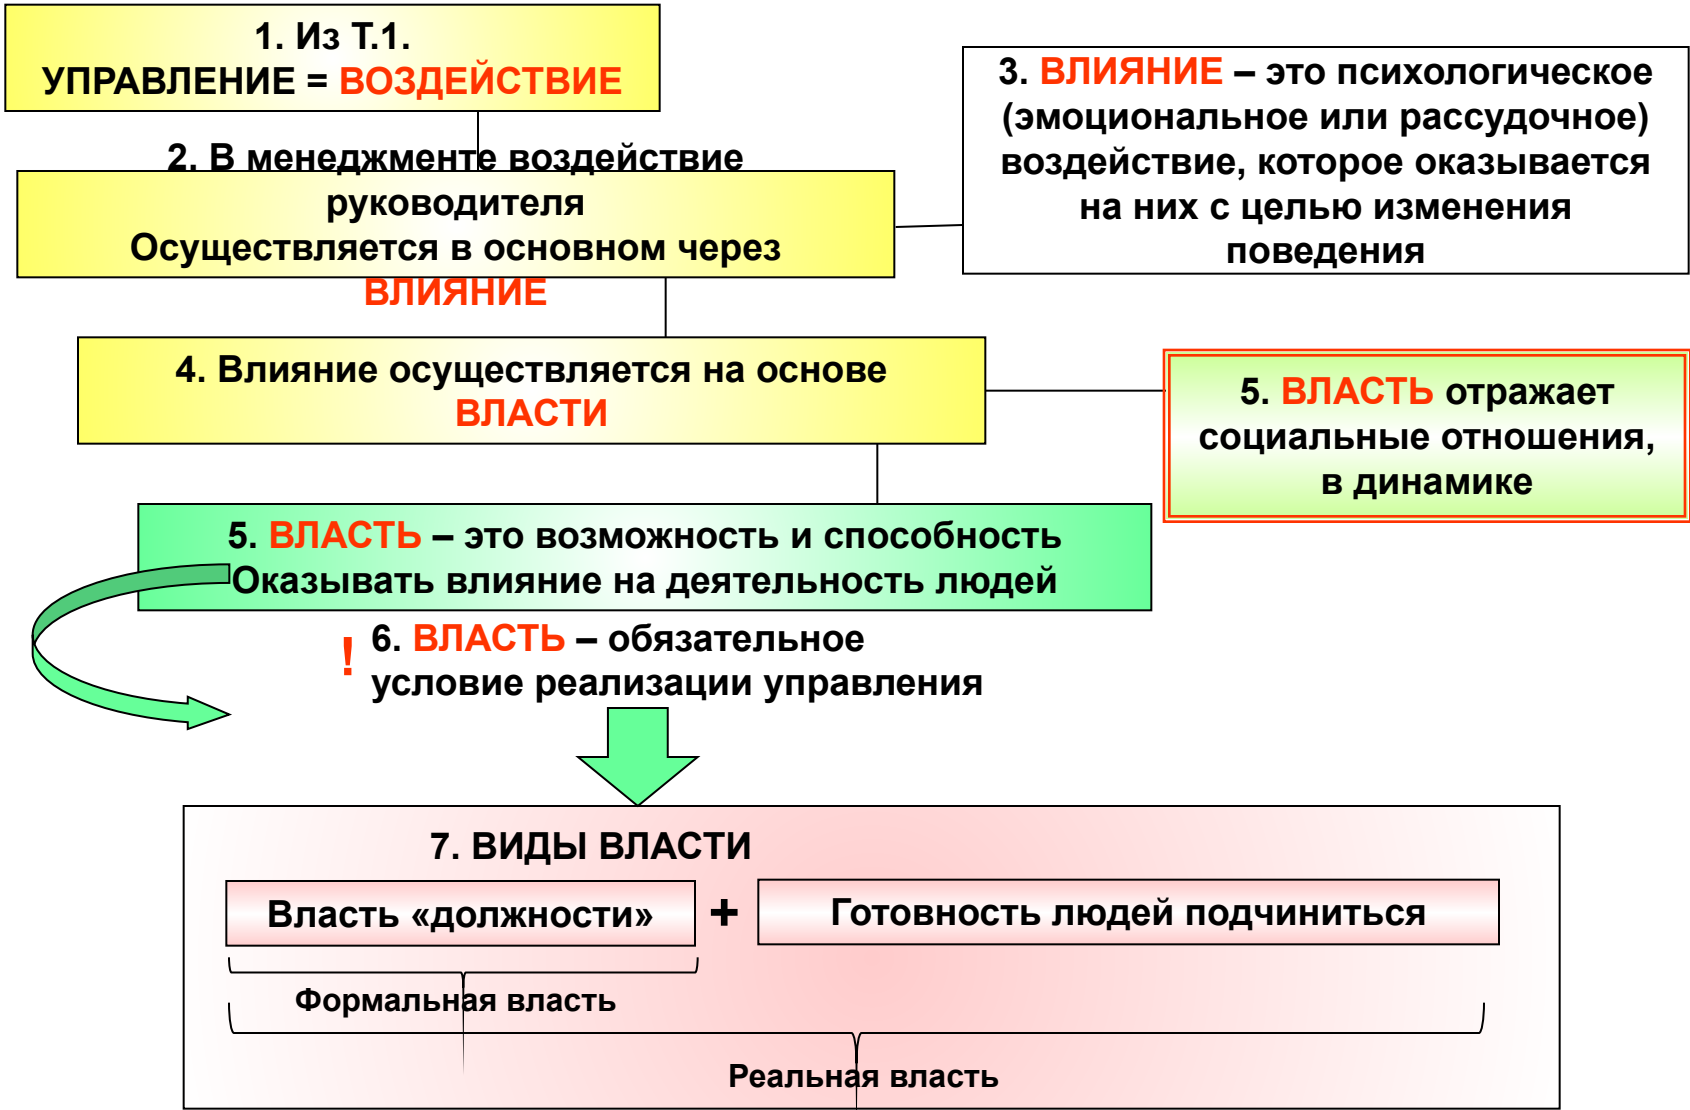 1. Из Т.1.
УПРАВЛЕНИЕ = ВОЗДЕЙСТВИЕ
2. В менеджменте воздействие
руководителя
Осуществляется в основном через
ВЛИЯНИЕ
3. ВЛИЯНИЕ – это психологическое
(эмоциональное или рассудочное)
воздействие, которое оказывается
на них с целью изменения
поведения
4. Влияние осуществляется на основе
ВЛАСТИ
5. ВЛАСТЬ отражает
социальные отношения,
в динамике
5. ВЛАСТЬ – это возможность и способность
Оказывать влияние на деятельность людей
! 6. ВЛАСТЬ – обязательное
условие реализации управления
7. ВИДЫ ВЛАСТИ
Власть «должности» + Готовность людей подчиниться
Формальная власть
Реальная власть